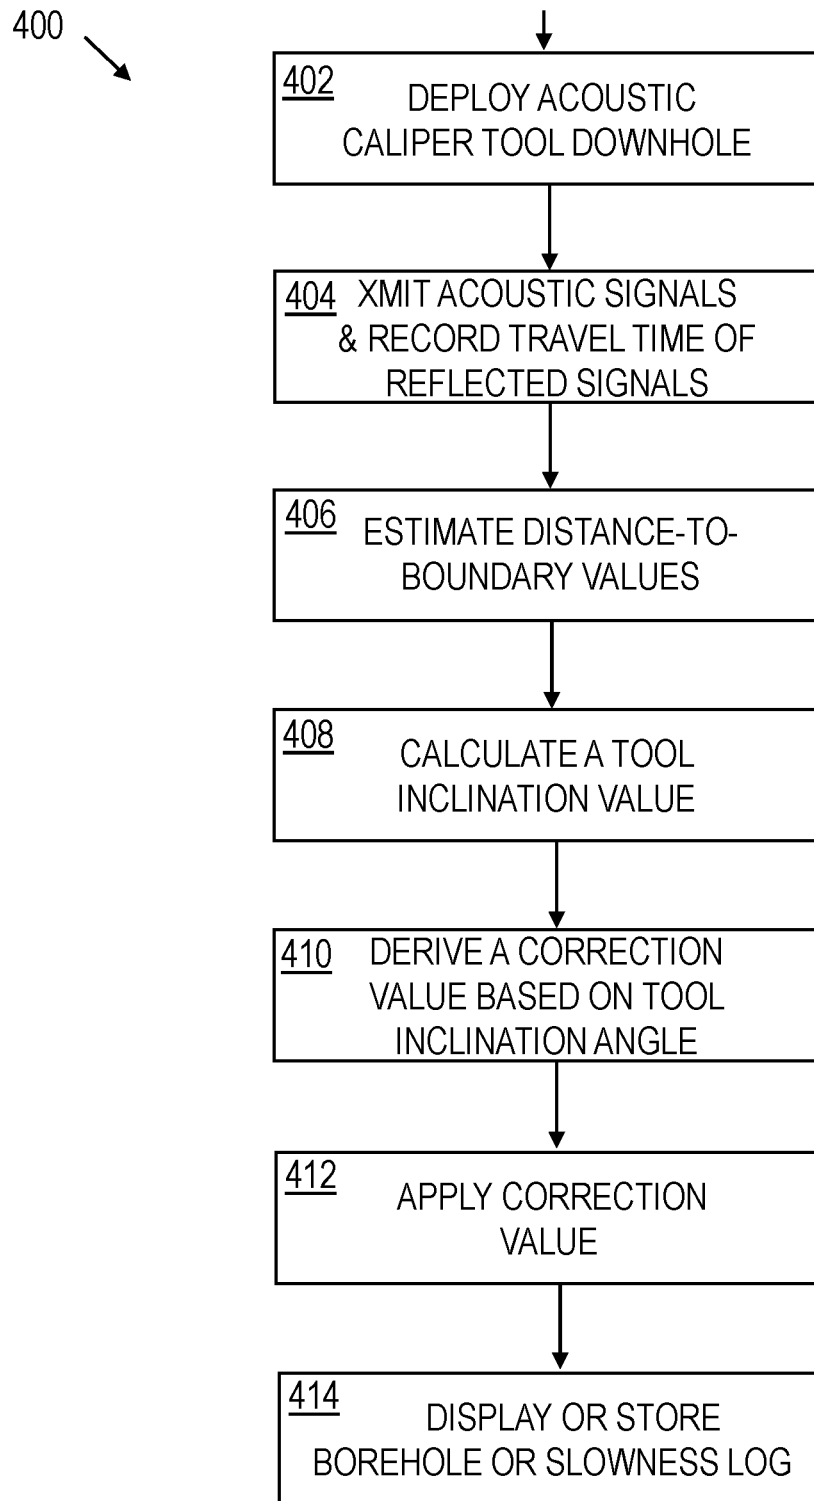 400
402
DEPLOY ACOUSTIC
CALIPER TOOL DOWNHOLE
404
XMIT ACOUSTIC SIGNALS
& RECORD TRAVEL TIME OF
REFLECTED SIGNALS
406
ESTIMATE DISTANCE-TO-
BOUNDARY VALUES
408
CALCULATE A TOOL
INCLINATION VALUE
410
DERIVE A CORRECTION
VALUE BASED ON TOOL
INCLINATION ANGLE
412
APPLY CORRECTION
VALUE
414
DISPLAY OR STORE
BOREHOLE OR SLOWNESS LOG